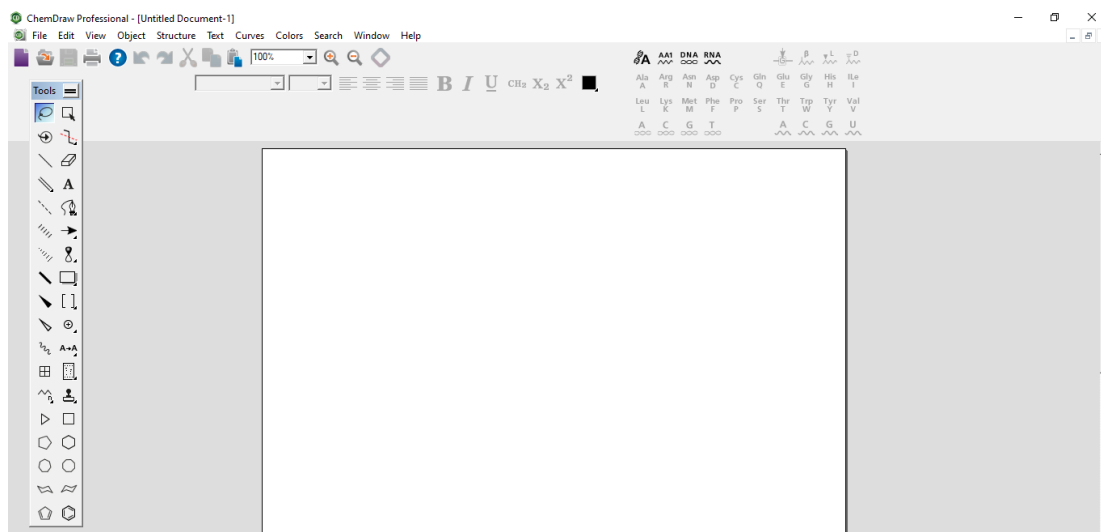 ChemDraw Professional - [Untitled Document-1]
File Edit View Object Structure Text Curves Colors Search Window Help
100%
AA1 DNA RNA β L D
B I U CH₂ X₂ X²
Ala Arg Asn Asp Cys Gln Glu Gly His ILe
A R N D C Q E G H I
Leu Lys Met Phe Pro Ser Thr Trp Tyr Val
L K M F P S T W Y V
A C G T A C G U
Tools
A
[ ]
A→A